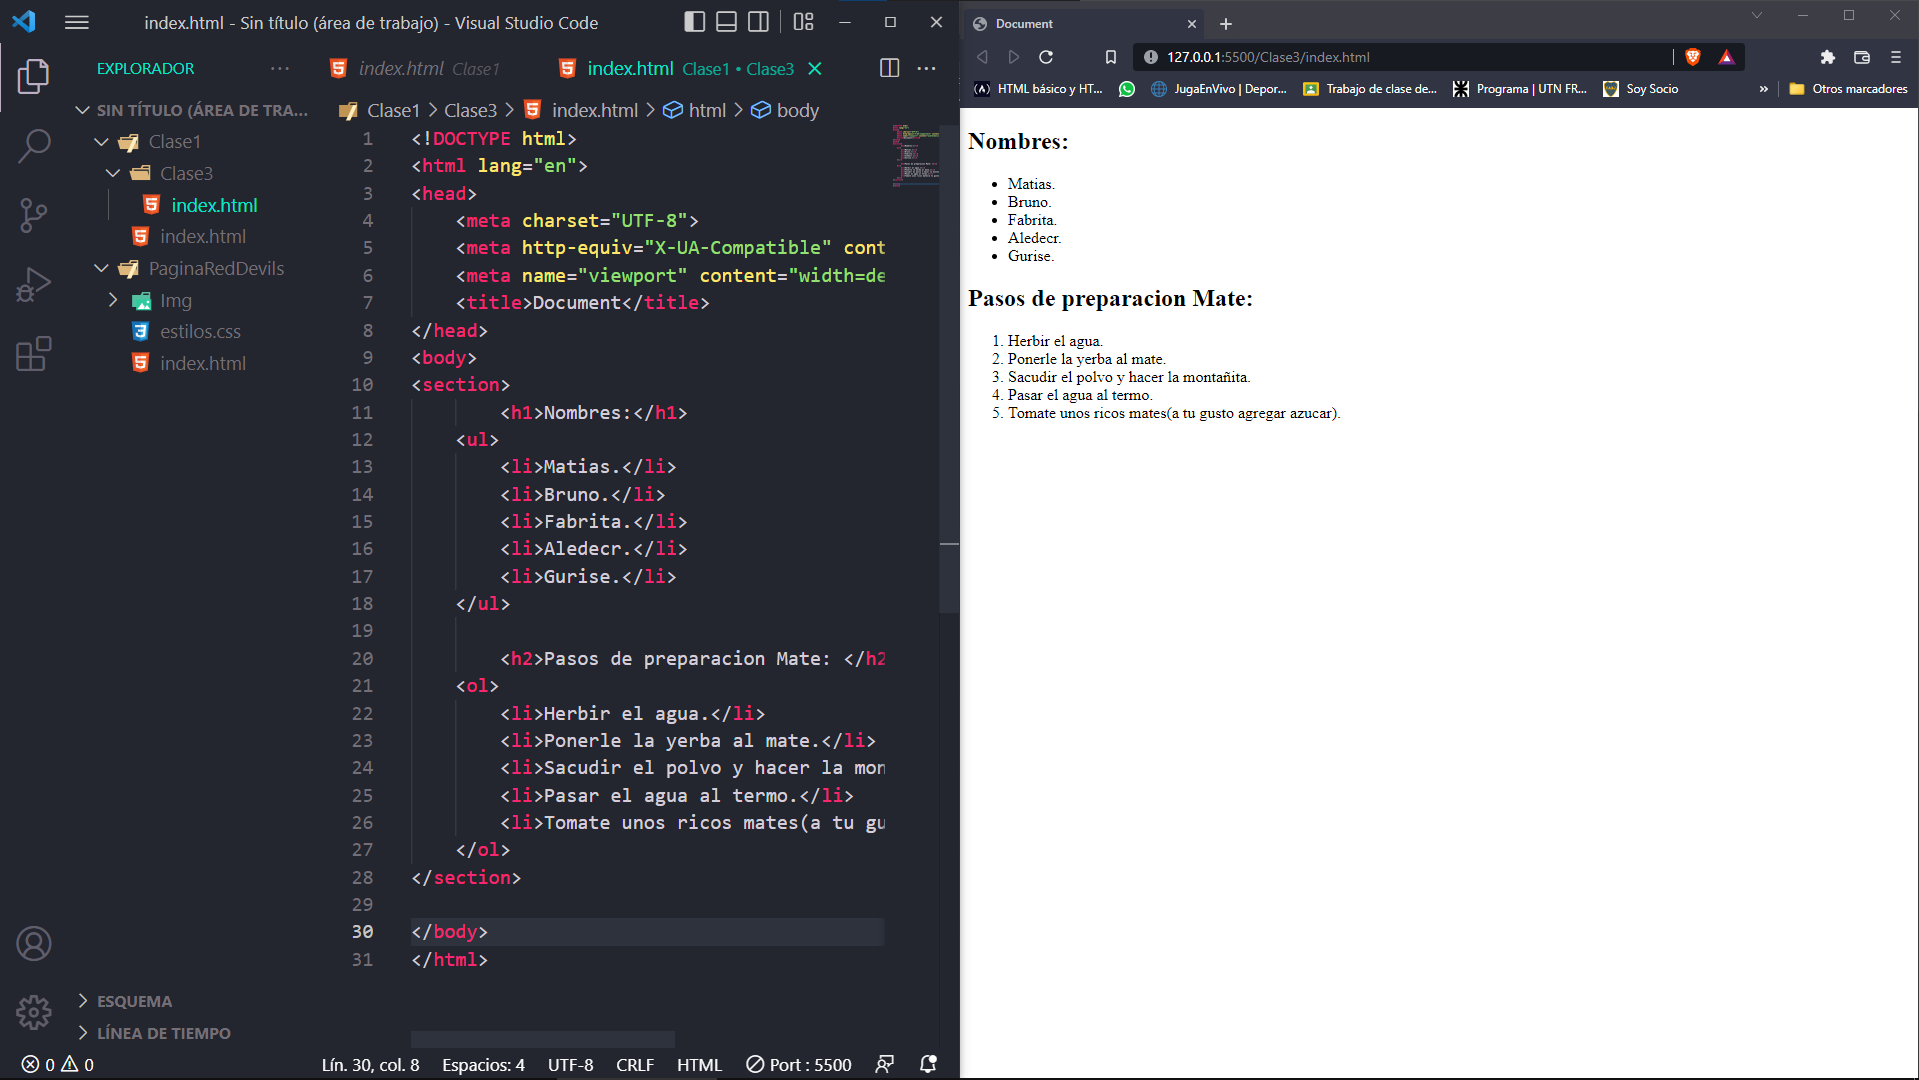 index.html - Sin título (área de trabajo) - Visual Studio Code
EXPLORADOR
index.html Clase1
index.html Clase1 • Clase3
SIN TÍTULO (ÁREA DE TRA...
Clase1
Clase3
index.html
index.html
PaginaRedDevils
Img
estilos.css
index.html
ESQUEMA
LÍNEA DE TIEMPO
Clase1 > Clase3 > index.html > html > body
1 <!DOCTYPE html>
2 <html lang="en">
3 <head>
4 <meta charset="UTF-8">
5 <meta http-equiv="X-UA-Compatible" cont
6 <meta name="viewport" content="width=de
7 <title>Document</title>
8 </head>
9 <body>
10 <section>
11 <h1>Nombres:</h1>
12 <ul>
13 <li>Matias.</li>
14 <li>Bruno.</li>
15 <li>Fabrita.</li>
16 <li>Aledecr.</li>
17 <li>Gurise.</li>
18 </ul>
19
20 <h2>Pasos de preparacion Mate: </h2
21 <ol>
22 <li>Herbir el agua.</li>
23 <li>Ponerle la yerba al mate.</li>
24 <li>Sacudir el polvo y hacer la mon
25 <li>Pasar el agua al termo.</li>
26 <li>Tomate unos ricos mates(a tu gu
27 </ol>
28 </section>
29
30 </body>
31 </html>
0 0 Lín. 30, col. 8 Espacios: 4 UTF-8 CRLF HTML Port : 5500
Document
127.0.0.1:5500/Clase3/index.html
HTML básico y HT... JugaEnVivo | Depor... Trabajo de clase de... Programa | UTN FR... Soy Socio » Otros marcadores
Nombres:
• Matias.
• Bruno.
• Fabrita.
• Aledecr.
• Gurise.
Pasos de preparacion Mate:
1. Herbir el agua.
2. Ponerle la yerba al mate.
3. Sacudir el polvo y hacer la montañita.
4. Pasar el agua al termo.
5. Tomate unos ricos mates(a tu gusto agregar azucar).